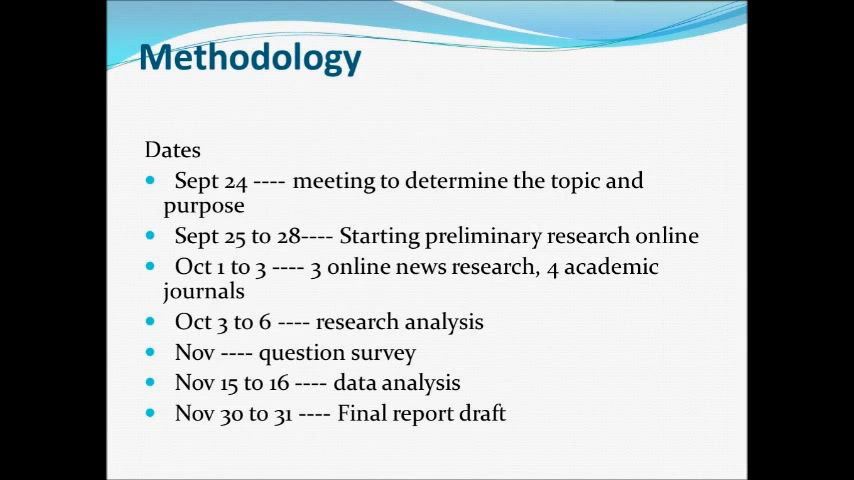 Methodology
Dates
Sept 24 ---- meeting to determine the topic and
purpose
Sept 25 to 28---- Starting preliminary research online
Oct 1 to 3 ---- 3 online news research, 4 academic
journals
Oct 3 to 6 ---- research analysis
Nov ---- question survey
Nov 15 to 16 ---- data analysis
Nov 30 to 31 ---- Final report draft